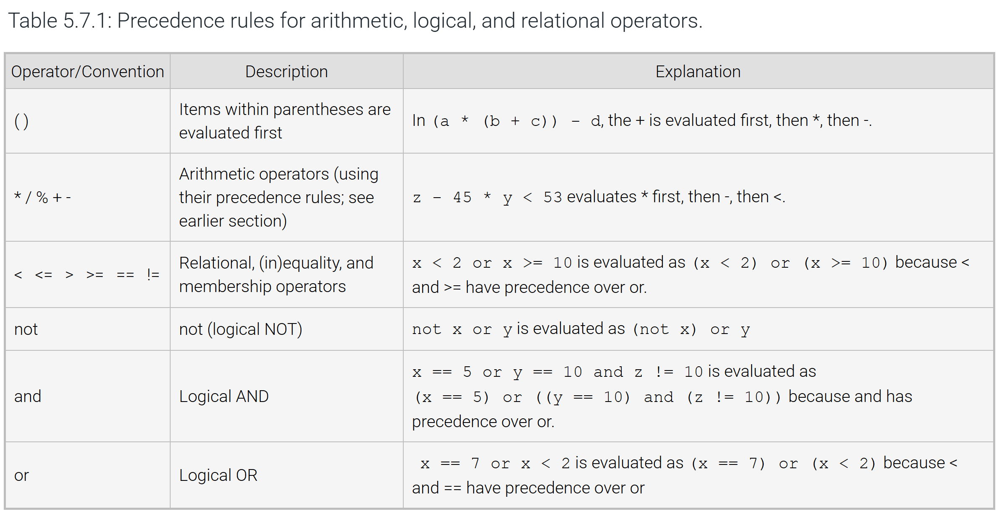 Table 5.7.1: Precedence rules for arithmetic, logical, and relational operators.
Operator/Convention
Description
Explanation
( )
Items within parentheses are
evaluated first
In (a * (b + c)) - d, the + is evaluated first, then *, then -.
* / % + -
Arithmetic operators (using
their precedence rules; see
earlier section)
z - 45 * y < 53 evaluates * first, then -, then <.
< <= > >= == !=
Relational, (in)equality, and
membership operators
x < 2 or x >= 10 is evaluated as (x < 2) or (x >= 10) because <
and >= have precedence over or.
not
not (logical NOT)
not x or y is evaluated as (not x) or y
and
Logical AND
x == 5 or y == 10 and z != 10 is evaluated as
(x == 5) or ((y == 10) and (z != 10)) because and has
precedence over or.
or
Logical OR
x == 7 or x < 2 is evaluated as (x == 7) or (x < 2) because <
and == have precedence over or